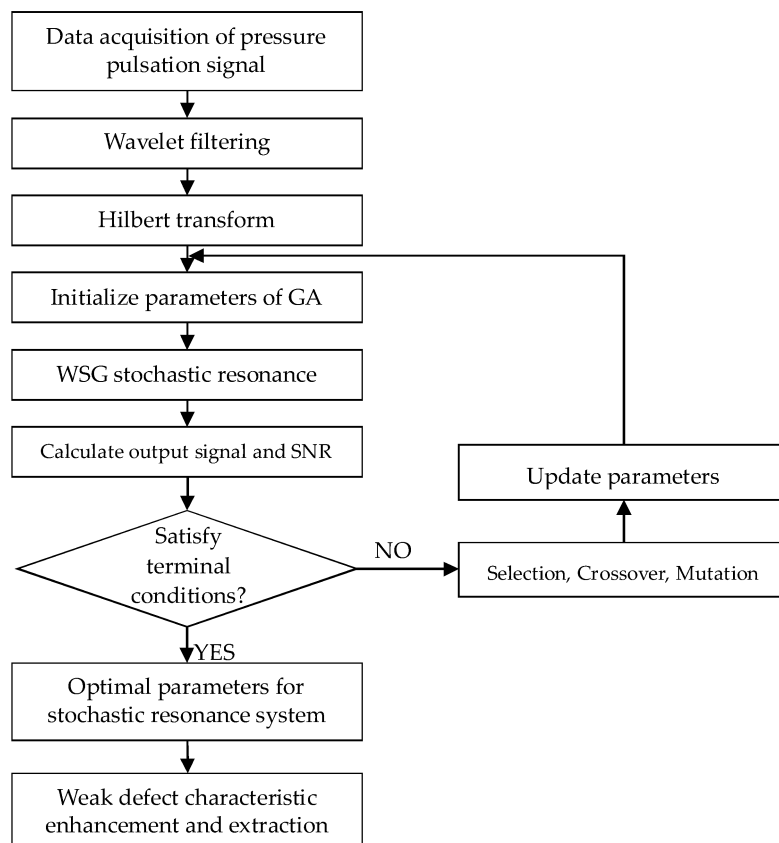 Data acquisition of pressure
pulsation signal
Wavelet filtering
Hilbert transform
Initialize parameters of GA
WSG stochastic resonance
Calculate output signal and SNR
Update parameters
Satisfy
terminal
conditions?
NO
Selection, Crossover, Mutation
YES
Optimal parameters for
stochastic resonance system
Weak defect characteristic
enhancement and extraction